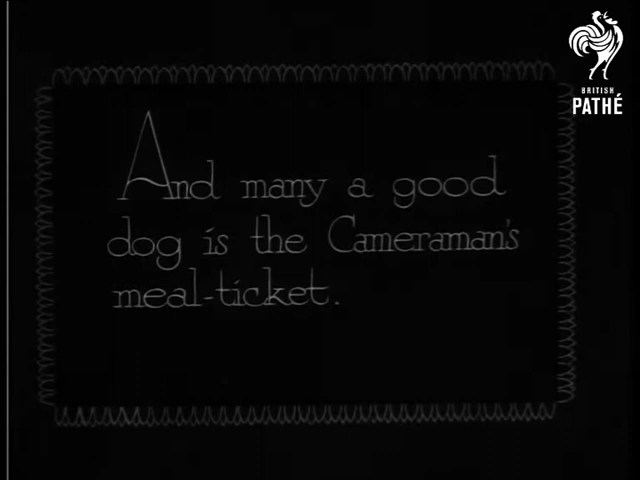 BRITISH
PATHÉ
And many a good
dog is the Cameraman's
meal-ticket.